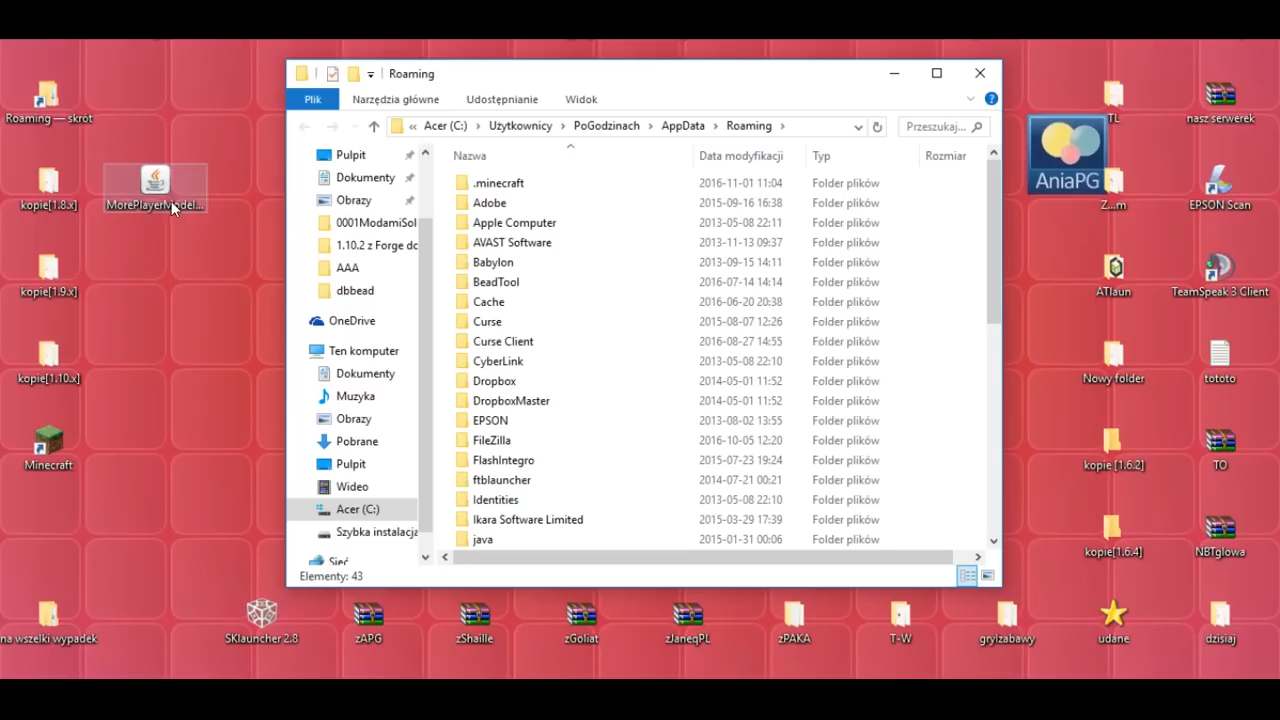 Roaming — skrót
kopie[1.8.x]
MorePlayerModel...
kopie[1.9.x]
kopie[1.10.x]
Minecraft
na wszelki wypadek
Roaming
Plik
Narzędzia główne
Udostępnianie
Widok
« Acer (C:) › Użytkownicy › PoGodzinach › AppData › Roaming ›
Przeszukaj...
Pulpit
Dokumenty
Obrazy
0001ModamiSol
1.10.2 z Forge do
AAA
dbbead
OneDrive
Ten komputer
Dokumenty
Muzyka
Obrazy
Pobrane
Pulpit
Wideo
Acer (C:)
Szybka instalacja
Sieć
Nazwa Data modyfikacji Typ Rozmiar
.minecraft 2016-11-01 11:04 Folder plików
Adobe 2015-09-16 16:38 Folder plików
Apple Computer 2013-05-08 22:11 Folder plików
AVAST Software 2013-11-13 09:37 Folder plików
Babylon 2013-09-15 14:11 Folder plików
BeadTool 2016-07-14 14:14 Folder plików
Cache 2016-06-20 20:38 Folder plików
Curse 2015-08-07 12:26 Folder plików
Curse Client 2016-08-27 14:55 Folder plików
CyberLink 2013-05-08 22:10 Folder plików
Dropbox 2014-05-01 11:52 Folder plików
DropboxMaster 2014-05-01 11:52 Folder plików
EPSON 2013-08-02 13:55 Folder plików
FileZilla 2016-10-05 12:20 Folder plików
FlashIntegro 2015-07-23 19:24 Folder plików
ftblauncher 2014-07-21 00:21 Folder plików
Identities 2013-05-08 22:10 Folder plików
Ikara Software Limited 2015-03-29 17:39 Folder plików
java 2015-01-31 00:06 Folder plików
Elementy: 43
TL
nasz serwerek
AniaPG
Z...m
EPSON Scan
ATlaun
TeamSpeak 3 Client
Nowy folder
tototo
kopie [1.6.2]
TO
kopie[1.6.4]
NBTglowa
SKlauncher 2.8
zAPG
zShaille
zGoliat
zJaneqPL
zPAKA
T-W
gryizabawy
udane
dzisiaj